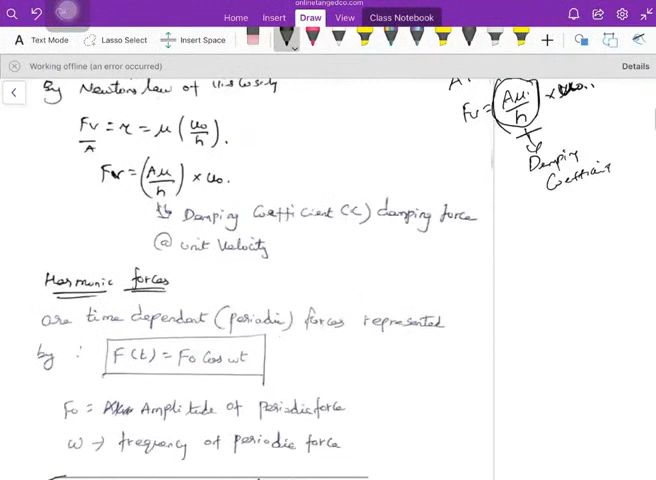 onlinetangedco.com
Home Insert Draw View Class Notebook
Text Mode Lasso Select Insert Space
Working offline (an error occurred) Details
By Newtons law of Viscosity
Fv/A = τ = μ (u₀/h).
Fv = (Aμ/h) × u₀.
Damping Coefficient (C) damping force
@ unit Velocity
Harmonic forces
are time dependent (periodic) forces represented
by : F(t) = F₀ Cos ωt
F₀ = Amplitude of periodic force
ω → frequency of periodic force
A
Fv = (Aμ/h) × u₀..
Damping
Coefficient